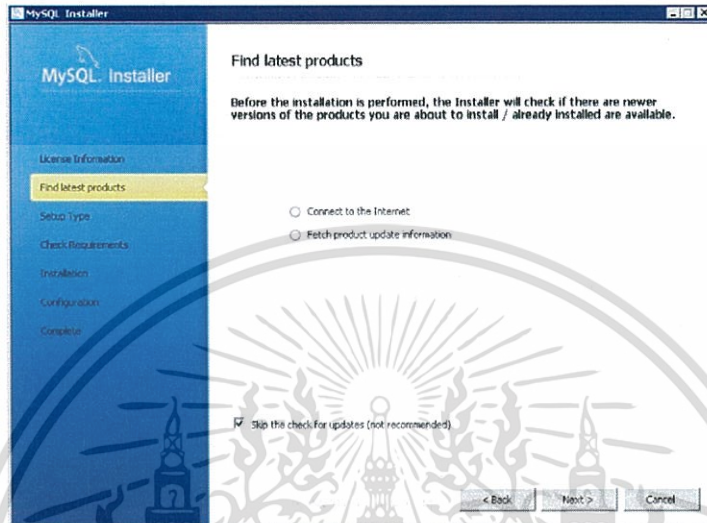 MySQL Installer
MySQL. Installer
License Information
Find latest products
Setup Type
Check Requirements
Installation
Configuration
Complete
Find latest products
Before the installation is performed, the Installer will check if there are newer
versions of the products you are about to install / already installed are available.
Connect to the Internet
Fetch product update information
Skip the check for updates (not recommended)
< Back
Next >
Cancel